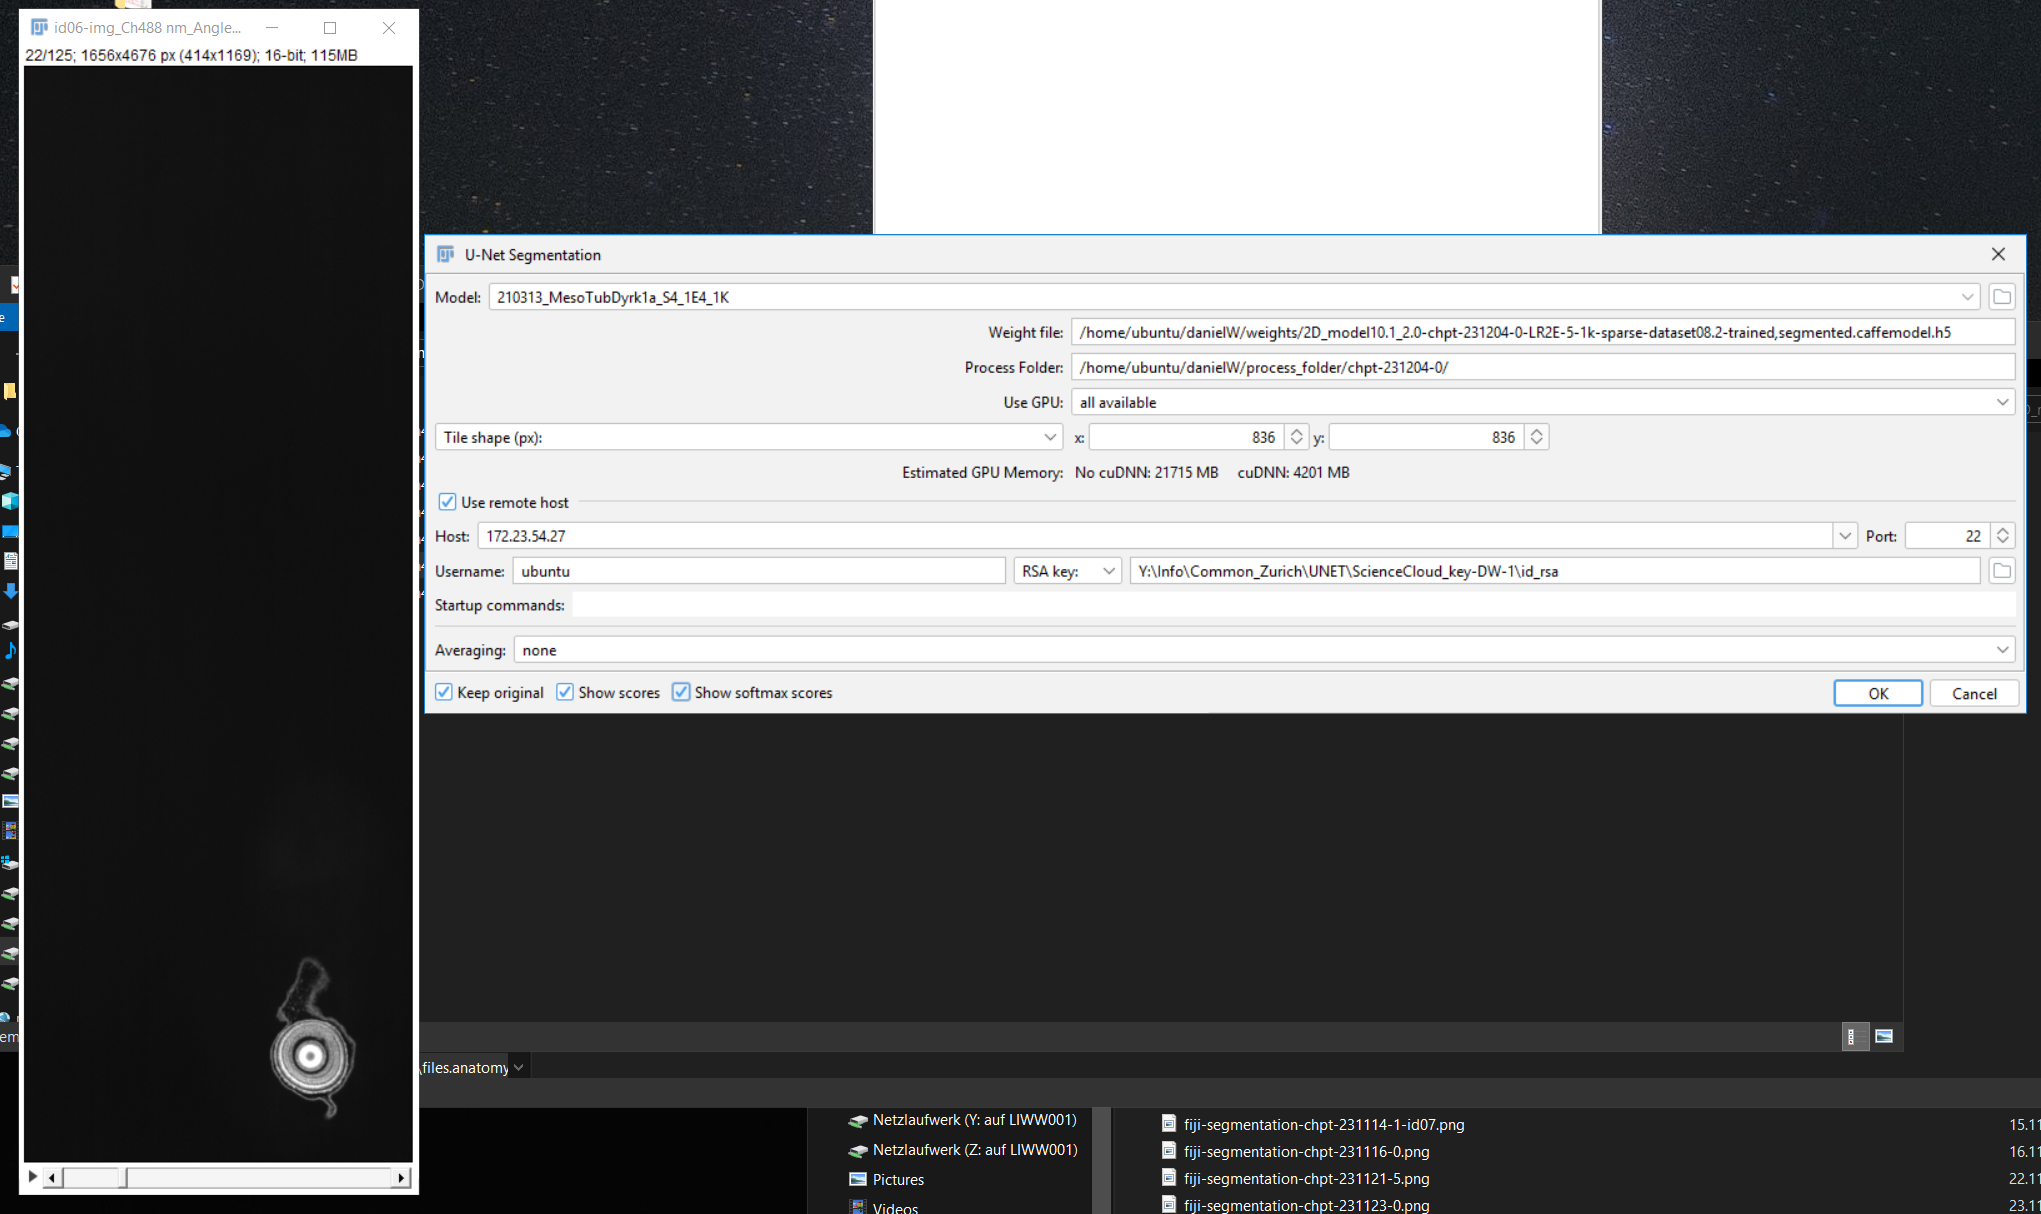 id06-img_Ch488 nm_Angle...
22/125; 1656x4676 px (414x1169); 16-bit; 115MB
U-Net Segmentation
Model: 210313_MesoTubDyrk1a_S4_1E4_1K
Weight file: /home/ubuntu/danielW/weights/2D_model10.1_2.0-chpt-231204-0-LR2E-5-1k-sparse-dataset08.2-trained,segmented.caffemodel.h5
Process Folder: /home/ubuntu/danielW/process_folder/chpt-231204-0/
Use GPU: all available
Tile shape (px): x: 836 y: 836
Estimated GPU Memory: No cuDNN: 21715 MB cuDNN: 4201 MB
Use remote host
Host: 172.23.54.27 Port: 22
Username: ubuntu RSA key: Y:\Info\Common_Zurich\UNET\ScienceCloud_key-DW-1\id_rsa
Startup commands:
Averaging: none
Keep original Show scores Show softmax scores OK Cancel
\files.anatomy
Netzlaufwerk (Y: auf LIWW001)
Netzlaufwerk (Z: auf LIWW001)
Pictures
Videos
fiji-segmentation-chpt-231114-1-id07.png 15.11
fiji-segmentation-chpt-231116-0.png 16.11
fiji-segmentation-chpt-231121-5.png 22.11
fiji-segmentation-chpt-231123-0.png 23.11